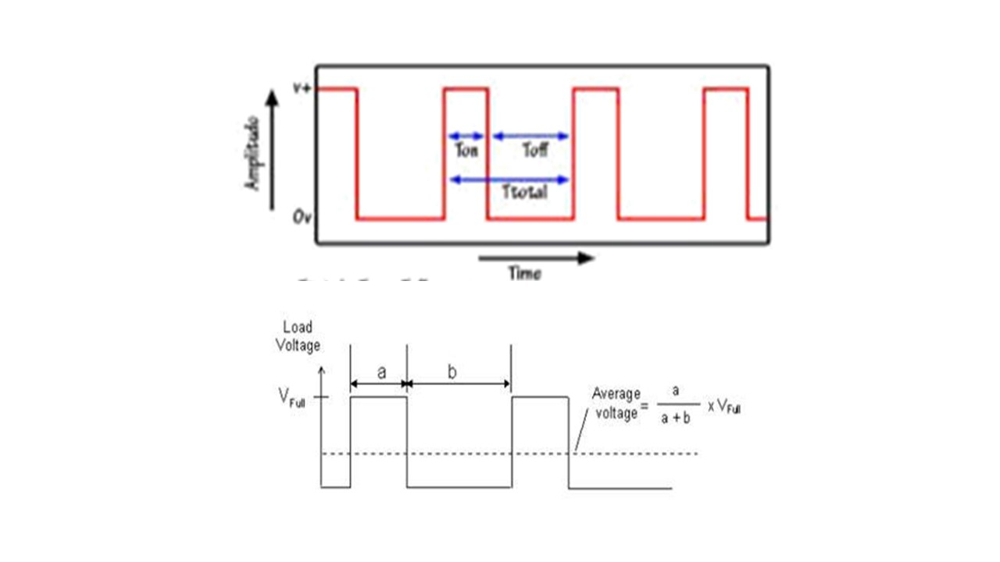 V+
Amplitude
Ton
Toff
Ttotal
0v
Time
Load
Voltage
a
b
VFull
Average
voltage = a / a + b x VFull